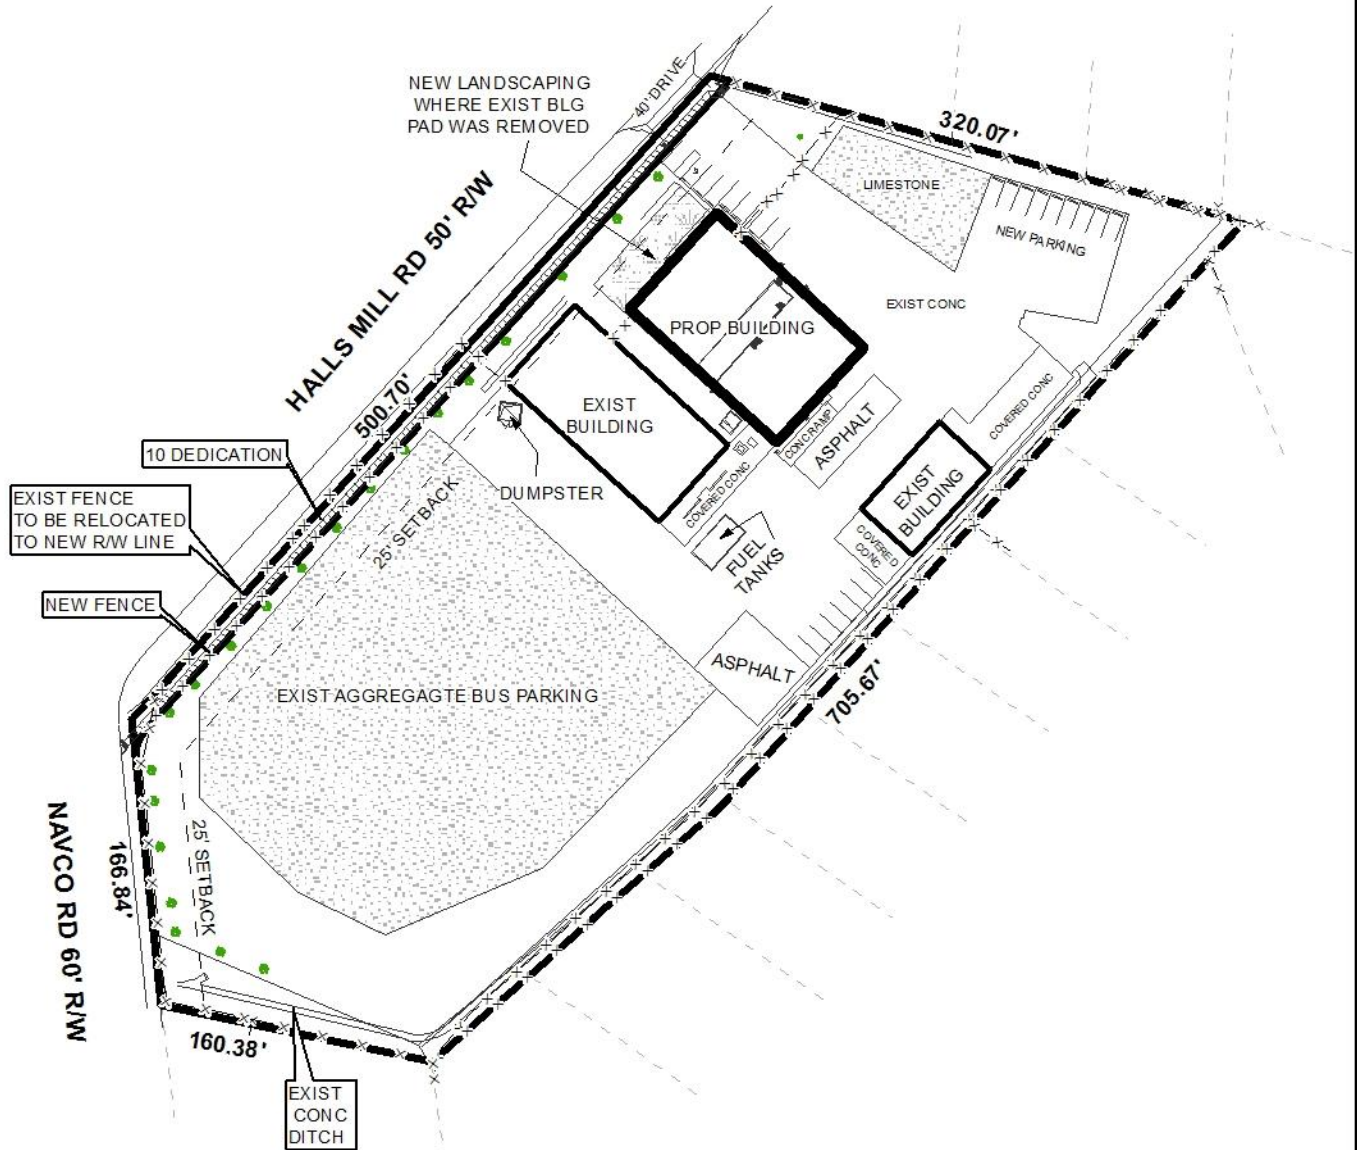 NEW LANDSCAPING
WHERE EXIST BLG
PAD WAS REMOVED
40' DRIVE
320.07'
HALLS MILL RD 50' R/W
LIMESTONE
NEW PARKING
EXIST CONC
PROP BUILDING
500.70'
EXIST
BUILDING
COVERED CONC
CONC RAMP
ASPHALT
10 DEDICATION
EXIST FENCE
TO BE RELOCATED
TO NEW R/W LINE
DUMPSTER
25' SETBACK
COVERED CONC
EXIST
BUILDING
COVERED
CONC
FUEL
TANKS
NEW FENCE
ASPHALT
EXIST AGGREGAGTE BUS PARKING
705.67'
NAVCO RD 60' R/W
166.84'
25' SETBACK
160.38'
EXIST
CONC
DITCH